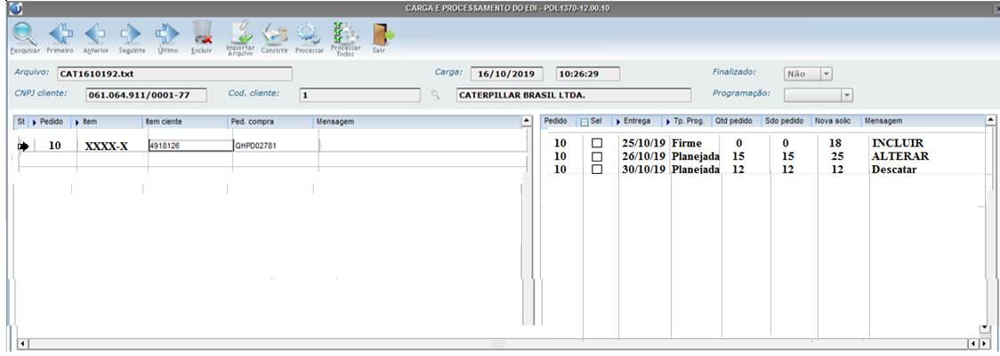 CARGA E PROCESSAMENTO DO EDI - POL1370-12.00.10
Pesquisar Primeiro Anterior Seguinte Último Excluir Importar Arquivo Consistir Processar Processar Todos Sair
Arquivo: CAT1610192.txt Carga: 16/10/2019 10:26:29 Finalizado: Não
CNPJ cliente: 061.064.911/0001-77 Cod. cliente: 1 CATERPILLAR BRASIL LTDA. Programação:
St Pedido Item Item ciente Ped. compra Mensagem
10 XXXX-X 4918126 QHPD02781
Pedido Sel Entrega Tp. Prog. Qtd pedido Sdo pedido Nova solic Mensagem
10 25/10/19 Firme 0 0 18 INCLUIR
10 26/10/19 Planejada 15 15 25 ALTERAR
10 30/10/19 Planejada 12 12 12 Descatar